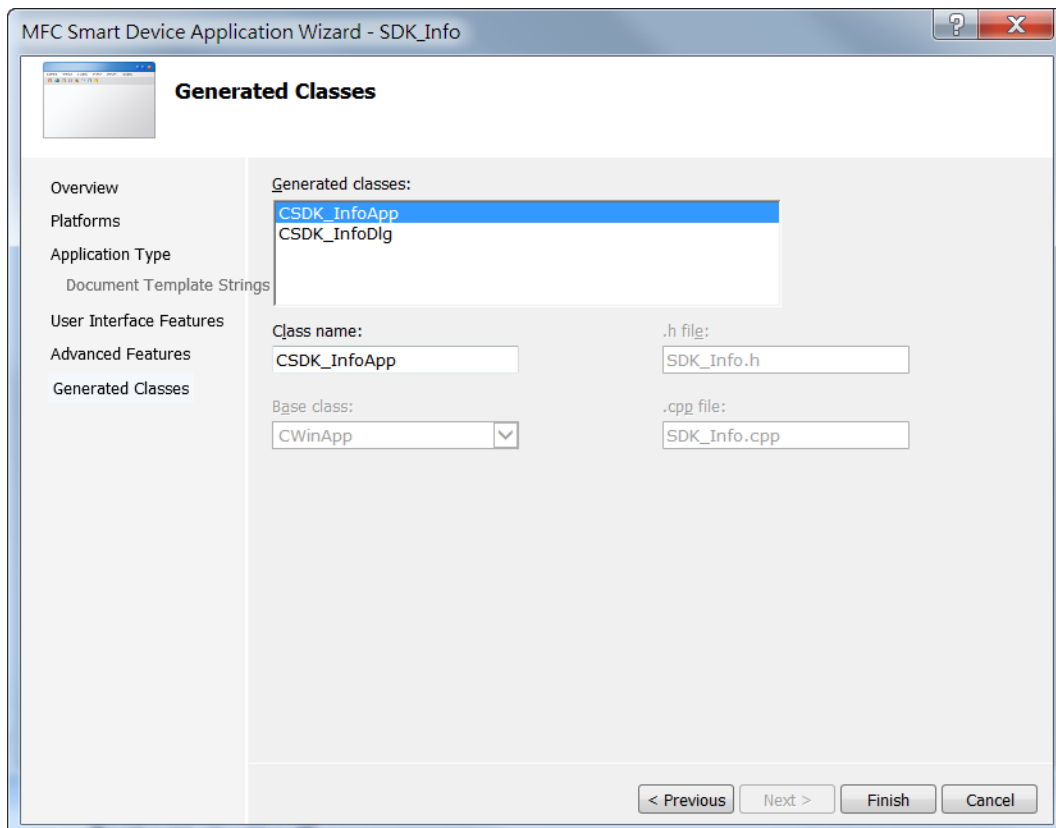 MFC Smart Device Application Wizard - SDK_Info
Generated Classes
Overview
Platforms
Application Type
Document Template Strings
User Interface Features
Advanced Features
Generated Classes
Generated classes:
CSDK_InfoApp
CSDK_InfoDlg
Class name:
.h file:
CSDK_InfoApp
SDK_Info.h
Base class:
.cpp file:
CWinApp
SDK_Info.cpp
< Previous
Next >
Finish
Cancel